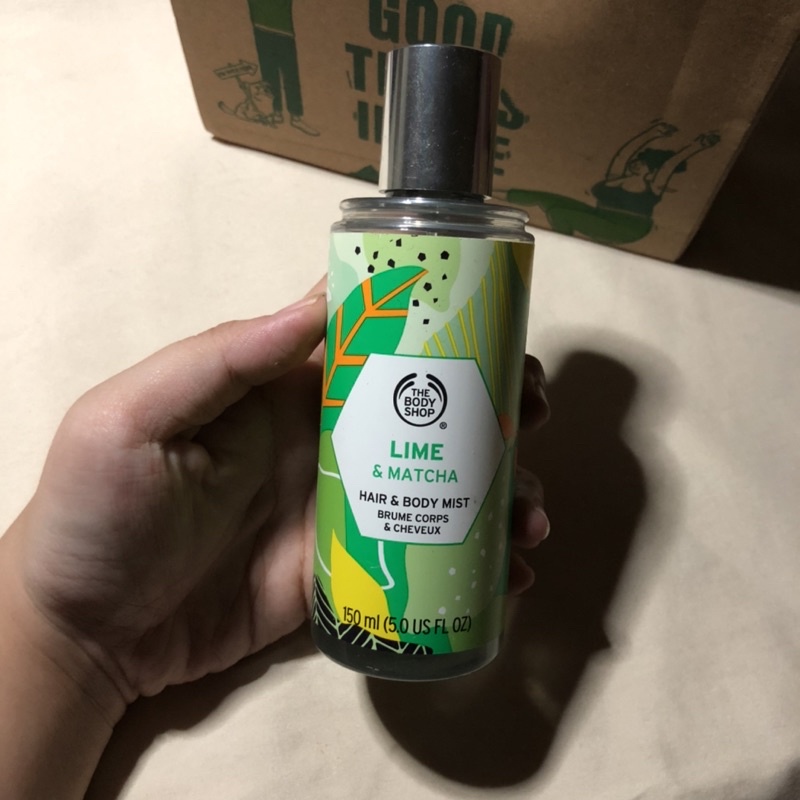 GOOD
THE
BODY
SHOP
®
LIME
& MATCHA
HAIR & BODY MIST
BRUME CORPS
& CHEVEUX
150 ml (5.0 US FL OZ)